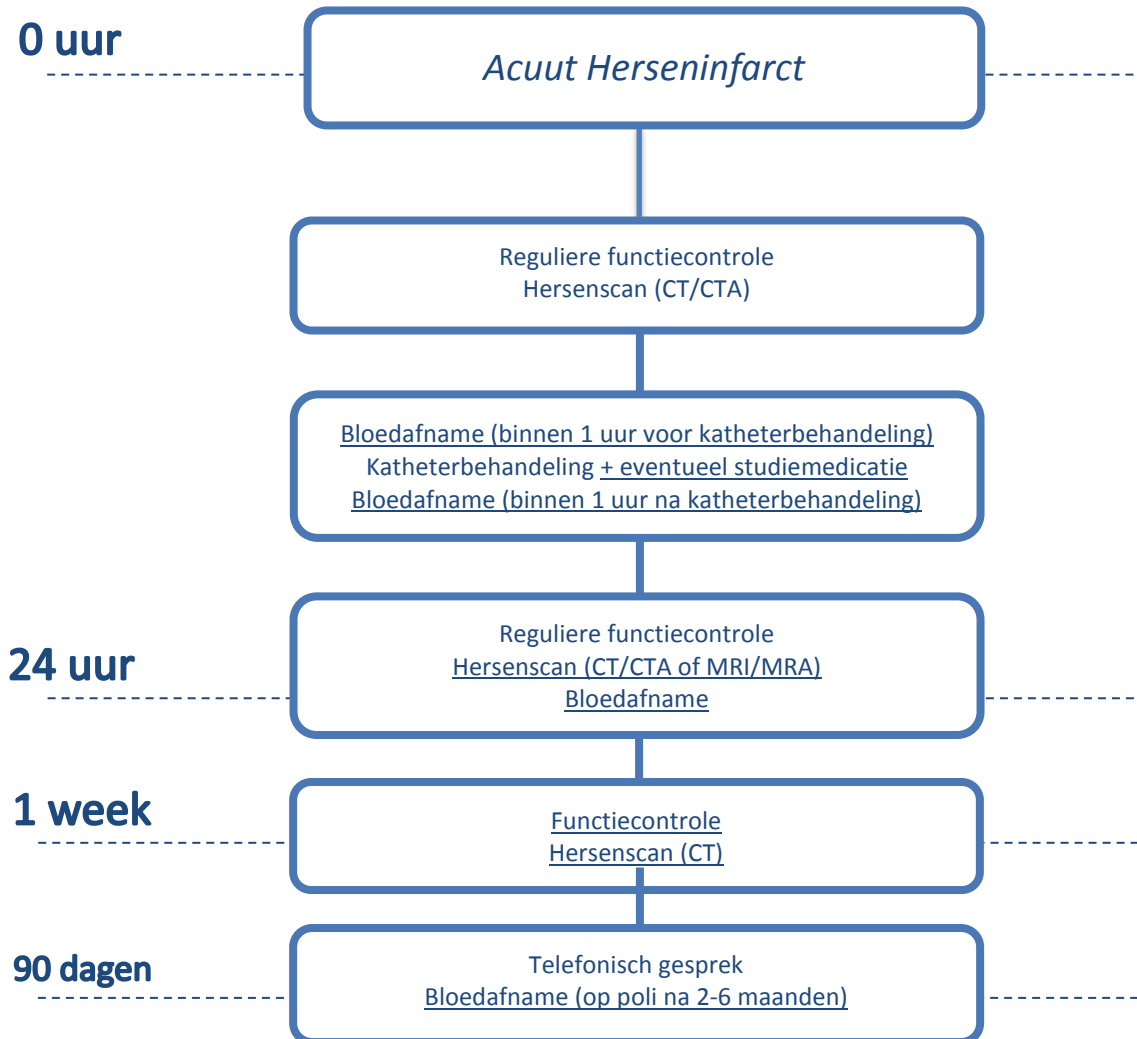 0 uur
Acuut Herseninfarct
Reguliere functiecontrole
Hersenscan (CT/CTA)
Bloedafname (binnen 1 uur voor katheterbehandeling)
Katheterbehandeling + eventueel studiemedicatie
Bloedafname (binnen 1 uur na katheterbehandeling)
24 uur
Reguliere functiecontrole
Hersenscan (CT/CTA of MRI/MRA)
Bloedafname
1 week
Functiecontrole
Hersenscan (CT)
90 dagen
Telefonisch gesprek
Bloedafname (op poli na 2-6 maanden)